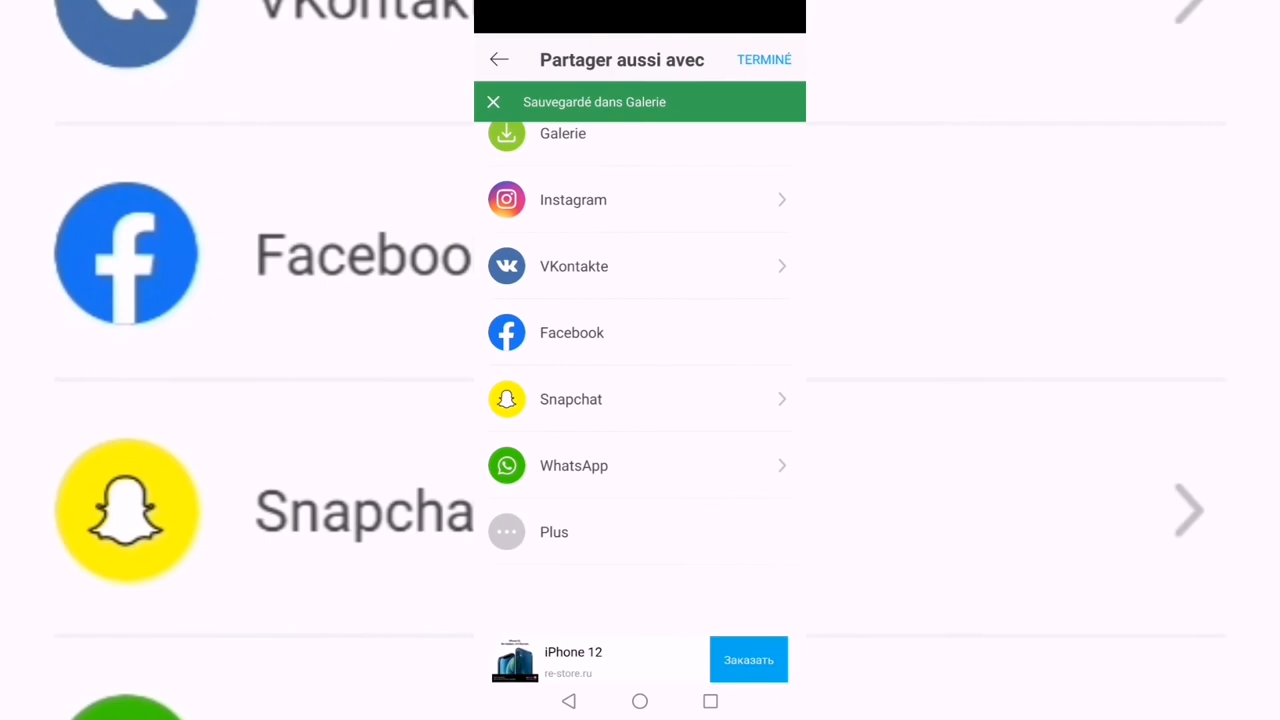 VKontak
Partager aussi avec
TERMINÉ
Sauvegardé dans Galerie
Galerie
Instagram
VKontakte
Faceboo
Facebook
Snapchat
Snapcha
WhatsApp
Plus
iPhone 12
re-store.ru
Заказать